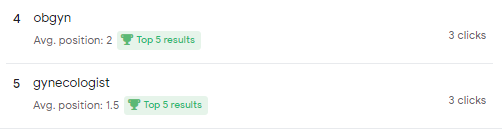 4 obgyn
Avg. position: 2 Top 5 results
3 clicks
5 gynecologist
Avg. position: 1.5 Top 5 results
3 clicks